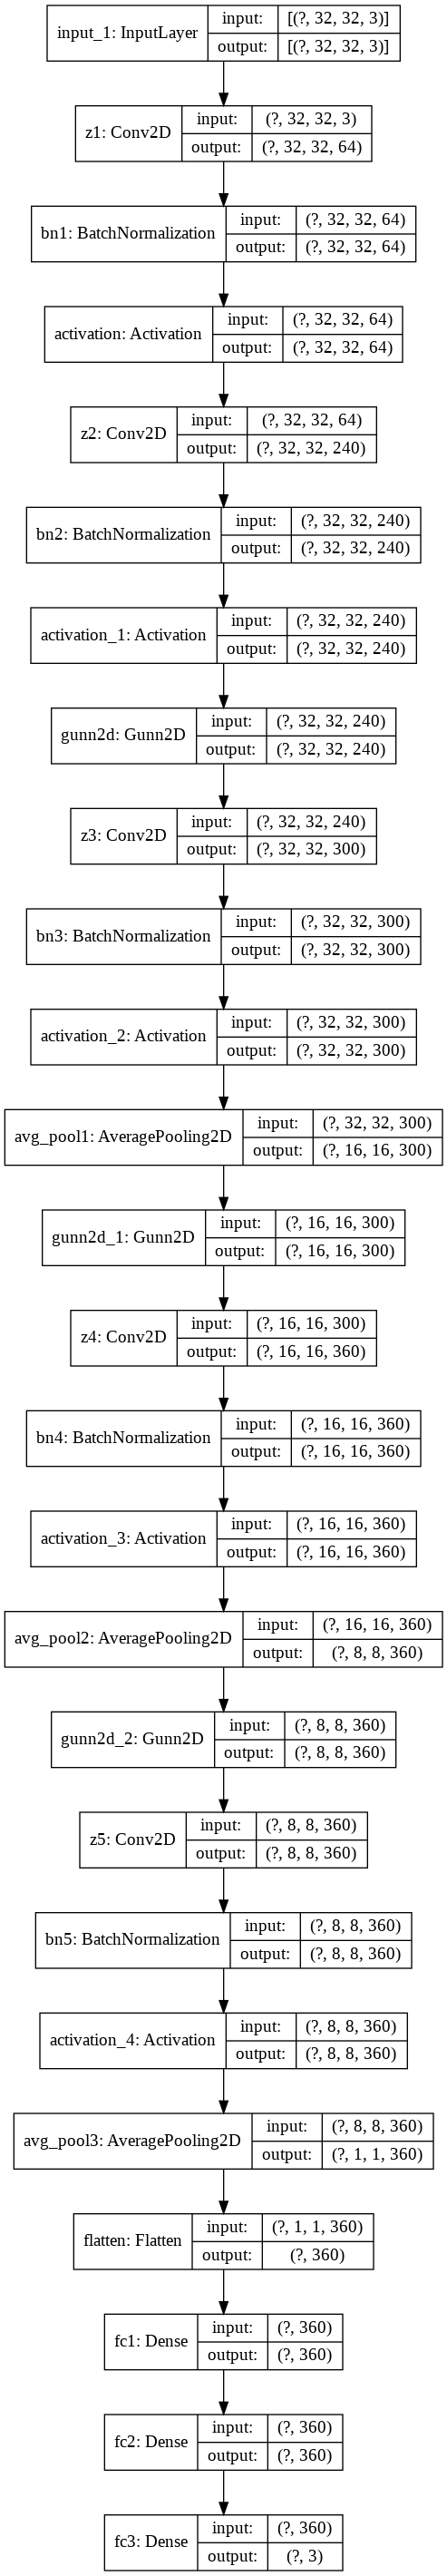 input_1: InputLayer
input: [(?, 32, 32, 3)]
output: [(?, 32, 32, 3)]
z1: Conv2D
input: (?, 32, 32, 3)
output: (?, 32, 32, 64)
bn1: BatchNormalization
input: (?, 32, 32, 64)
output: (?, 32, 32, 64)
activation: Activation
input: (?, 32, 32, 64)
output: (?, 32, 32, 64)
z2: Conv2D
input: (?, 32, 32, 64)
output: (?, 32, 32, 240)
bn2: BatchNormalization
input: (?, 32, 32, 240)
output: (?, 32, 32, 240)
activation_1: Activation
input: (?, 32, 32, 240)
output: (?, 32, 32, 240)
gunn2d: Gunn2D
input: (?, 32, 32, 240)
output: (?, 32, 32, 240)
z3: Conv2D
input: (?, 32, 32, 240)
output: (?, 32, 32, 300)
bn3: BatchNormalization
input: (?, 32, 32, 300)
output: (?, 32, 32, 300)
activation_2: Activation
input: (?, 32, 32, 300)
output: (?, 32, 32, 300)
avg_pool1: AveragePooling2D
input: (?, 32, 32, 300)
output: (?, 16, 16, 300)
gunn2d_1: Gunn2D
input: (?, 16, 16, 300)
output: (?, 16, 16, 300)
z4: Conv2D
input: (?, 16, 16, 300)
output: (?, 16, 16, 360)
bn4: BatchNormalization
input: (?, 16, 16, 360)
output: (?, 16, 16, 360)
activation_3: Activation
input: (?, 16, 16, 360)
output: (?, 16, 16, 360)
avg_pool2: AveragePooling2D
input: (?, 16, 16, 360)
output: (?, 8, 8, 360)
gunn2d_2: Gunn2D
input: (?, 8, 8, 360)
output: (?, 8, 8, 360)
z5: Conv2D
input: (?, 8, 8, 360)
output: (?, 8, 8, 360)
bn5: BatchNormalization
input: (?, 8, 8, 360)
output: (?, 8, 8, 360)
activation_4: Activation
input: (?, 8, 8, 360)
output: (?, 8, 8, 360)
avg_pool3: AveragePooling2D
input: (?, 8, 8, 360)
output: (?, 1, 1, 360)
flatten: Flatten
input: (?, 1, 1, 360)
output: (?, 360)
fc1: Dense
input: (?, 360)
output: (?, 360)
fc2: Dense
input: (?, 360)
output: (?, 360)
fc3: Dense
input: (?, 360)
output: (?, 3)